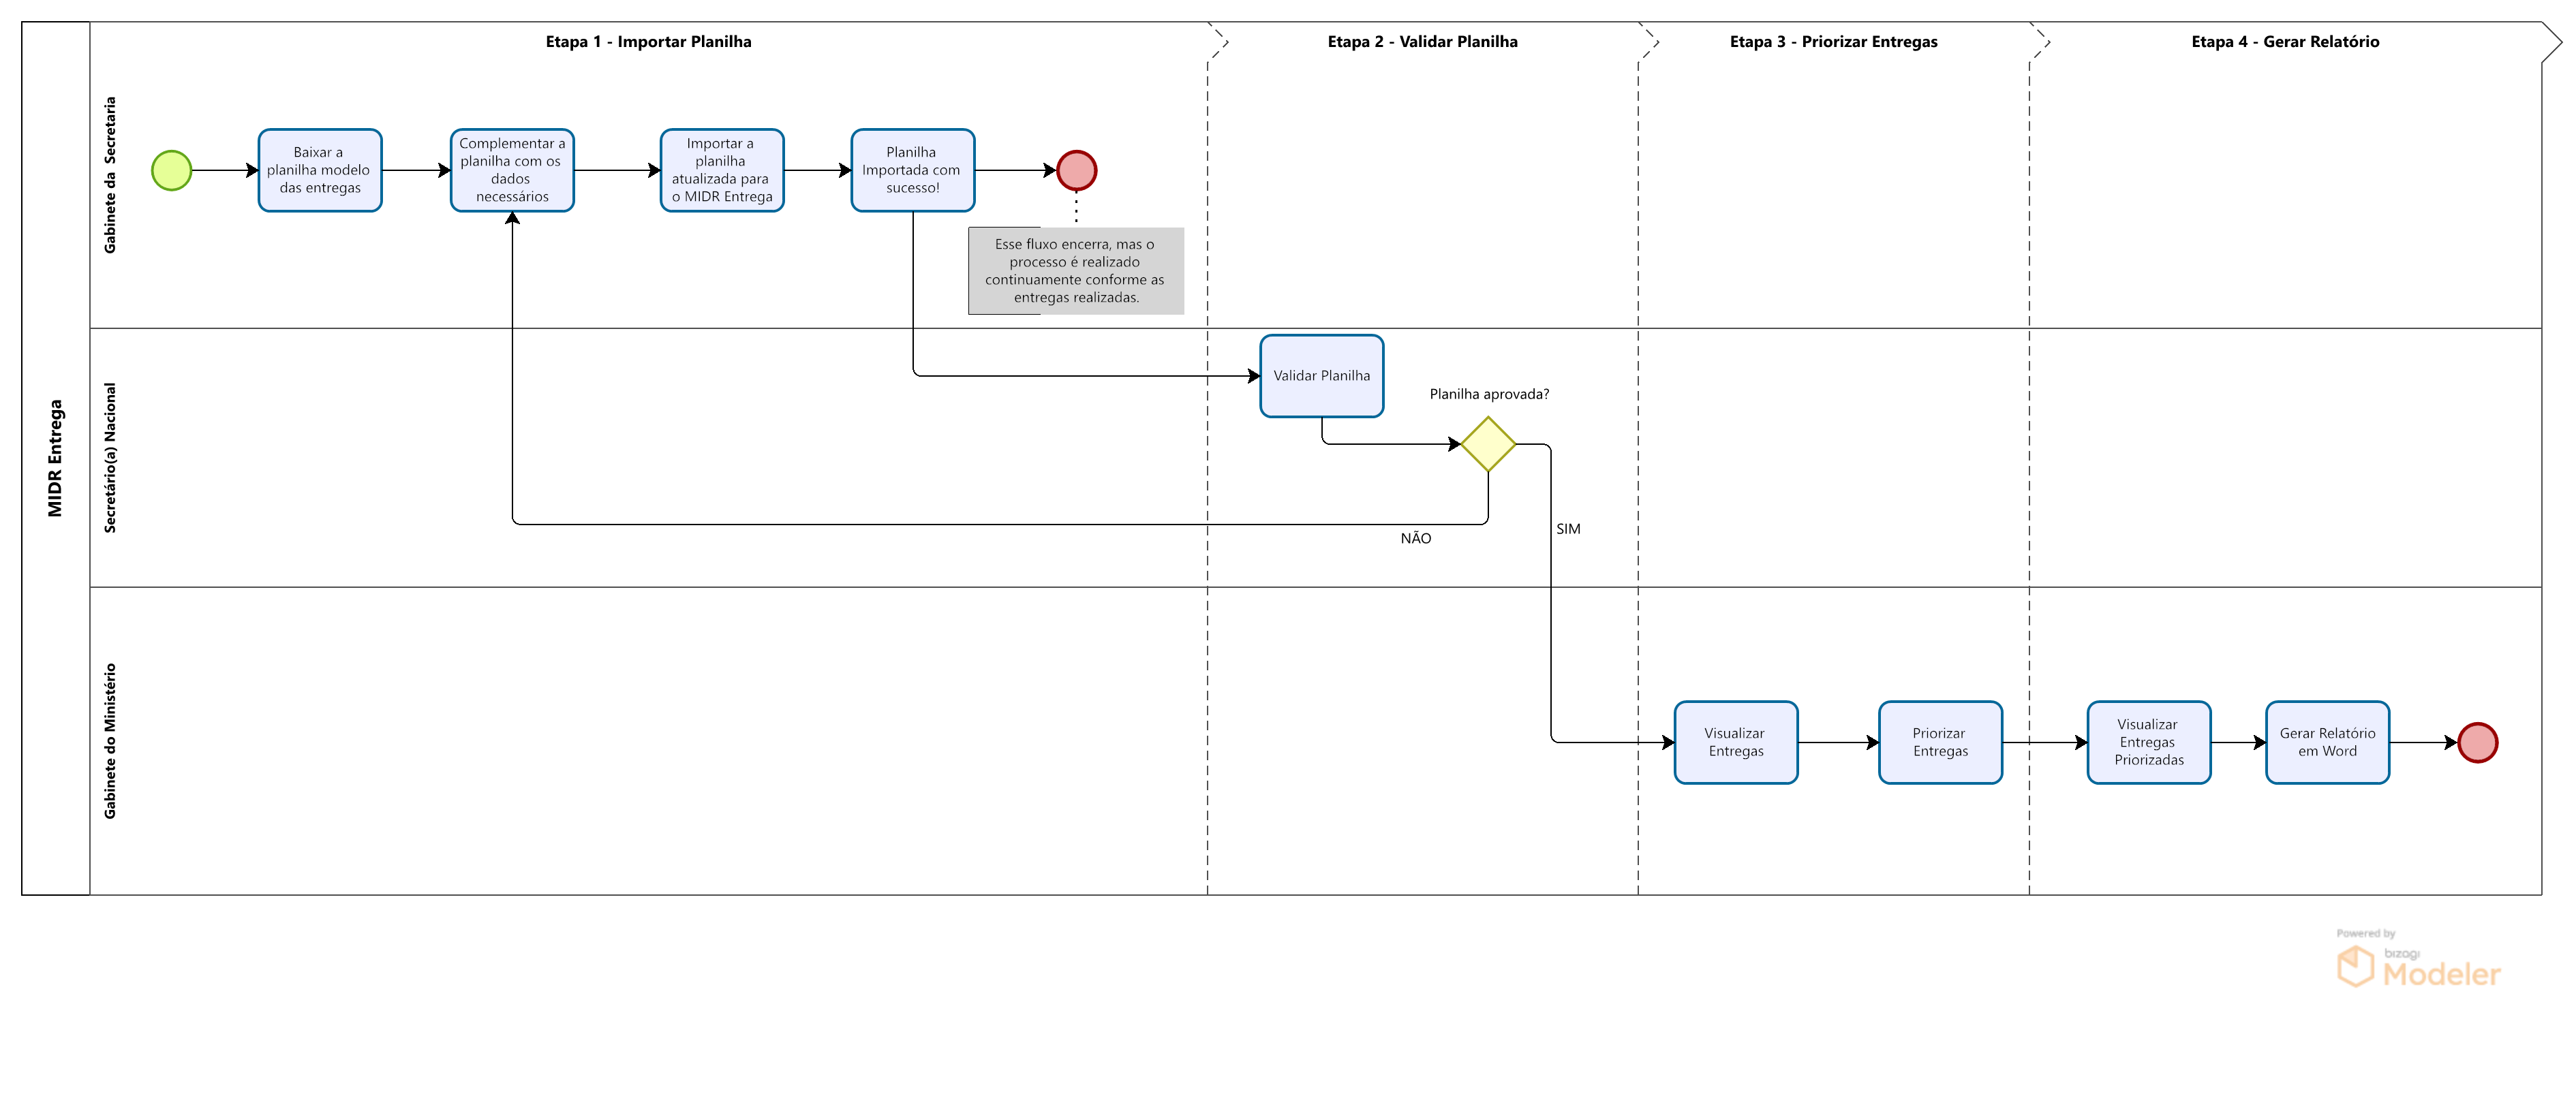 Etapa 1 - Importar Planilha
Etapa 2 - Validar Planilha
Etapa 3 - Priorizar Entregas
Etapa 4 - Gerar Relatório
MIDR Entrega
Gabinete da Secretaria
Baixar a
planilha modelo
das entregas
Complementar a
planilha com os
dados
necessários
Importar a
planilha
atualizada para
o MIDR Entrega
Planilha
Importada com
sucesso!
Esse fluxo encerra, mas o
processo é realizado
continuamente conforme as
entregas realizadas.
Secretário(a) Nacional
Validar Planilha
Planilha aprovada?
NÃO
SIM
Gabinete do Ministério
Visualizar
Entregas
Priorizar
Entregas
Visualizar
Entregas
Priorizadas
Gerar Relatório
em Word
Powered by
bizagi
Modeler